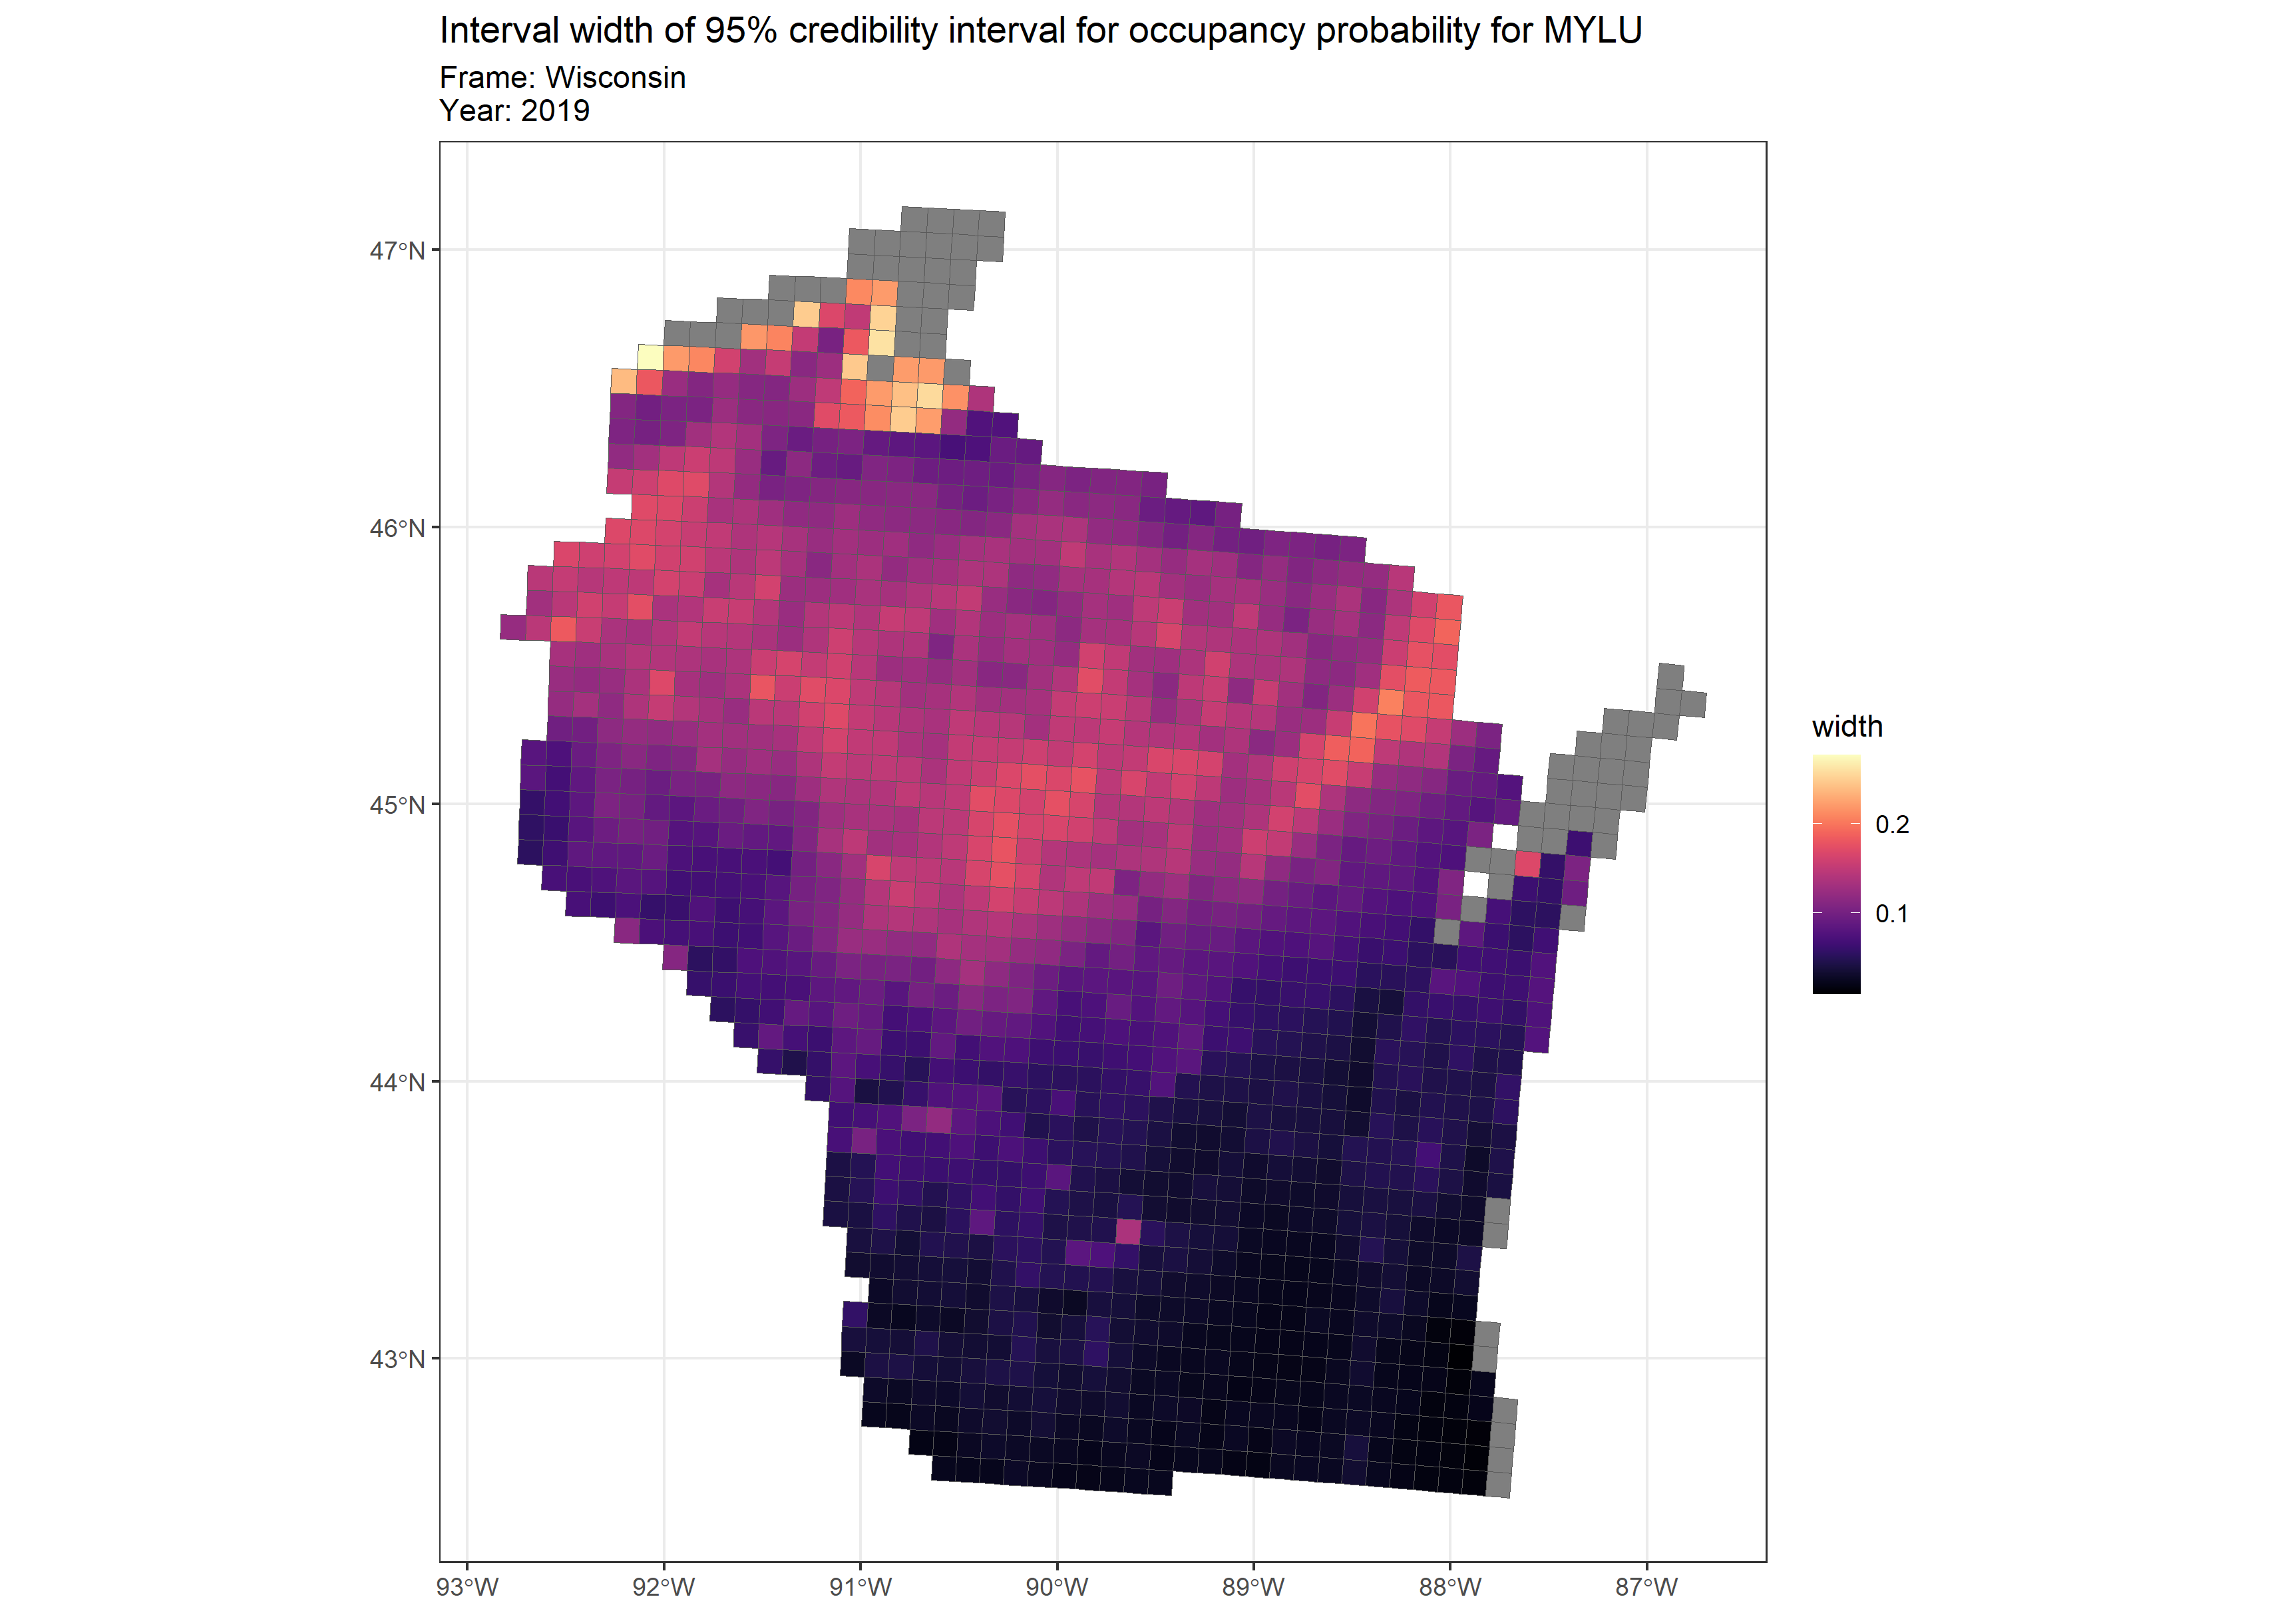 Interval width of 95% credibility interval for occupancy probability for MYLU
Frame: Wisconsin
Year: 2019
47°N
46°N
45°N
44°N
43°N
93°W 92°W 91°W 90°W 89°W 88°W 87°W
width
0.2
0.1